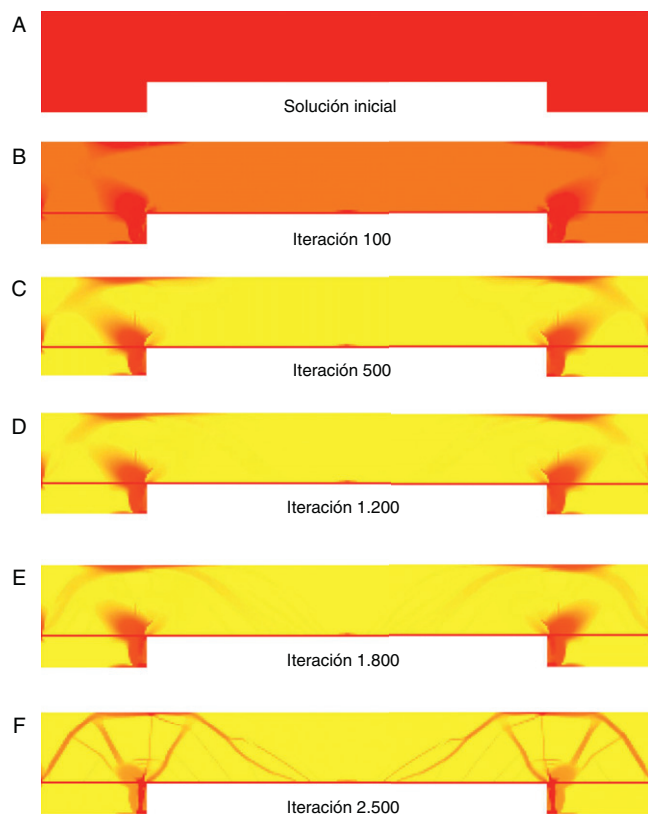 A
Solución inicial
B
Iteración 100
C
Iteración 500
D
Iteración 1.200
E
Iteración 1.800
F
Iteración 2.500